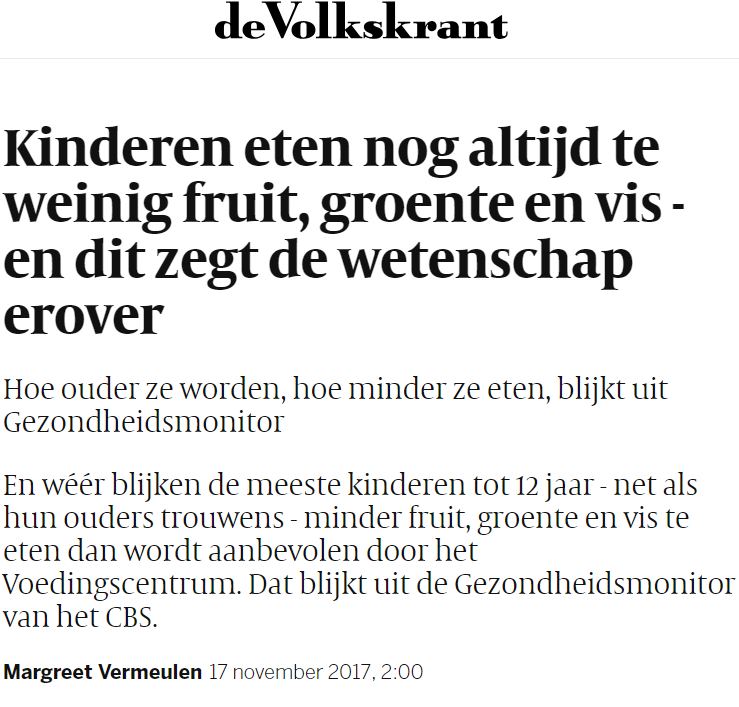 deVolkskrant
Kinderen eten nog altijd te
weinig fruit, groente en vis -
en dit zegt de wetenschap
erover
Hoe ouder ze worden, hoe minder ze eten, blijkt uit
Gezondheidsmonitor
En wéér blijken de meeste kinderen tot 12 jaar - net als
hun ouders trouwens - minder fruit, groente en vis te
eten dan wordt aanbevolen door het
Voedingscentrum. Dat blijkt uit de Gezondheidsmonitor
van het CBS.
Margreet Vermeulen 17 november 2017, 2:00